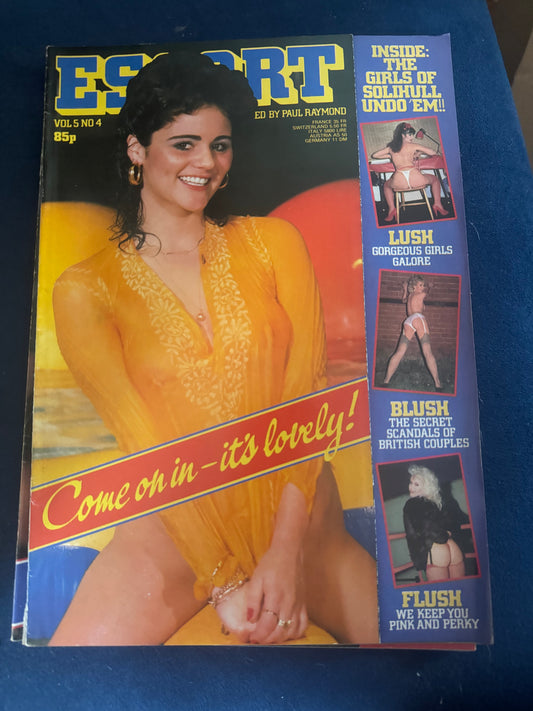 ESCORT
VOL 5 NO 4
85p
ED BY PAUL RAYMOND
FRANCE 35 FR
SWITZERLAND 5.50 FR
ITALY 5800 LIRE
AUSTRIA AS 50
GERMANY 11 DM
INSIDE:
THE
GIRLS OF
SOLIHULL
UNDO 'EM!!
LUSH
GORGEOUS GIRLS
GALORE
BLUSH
THE SECRET
SCANDALS OF
BRITISH COUPLES
FLUSH
WE KEEP YOU
PINK AND PERKY
Come on in – it's lovely!